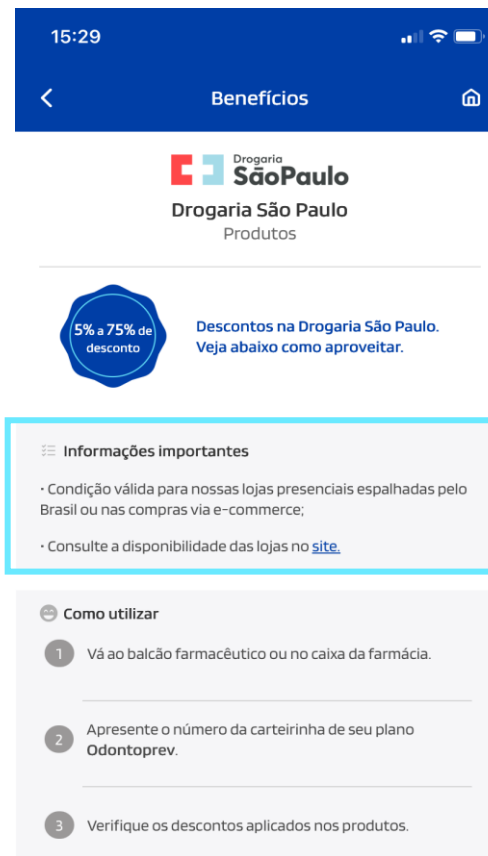 15:29
Benefícios
Drogaria
SãoPaulo
Drogaria São Paulo
Produtos
5% a 75% de
desconto
Descontos na Drogaria São Paulo.
Veja abaixo como aproveitar.
Informações importantes
• Condição válida para nossas lojas presenciais espalhadas pelo
Brasil ou nas compras via e-commerce;
• Consulte a disponibilidade das lojas no site.
Como utilizar
1 Vá ao balcão farmacêutico ou no caixa da farmácia.
2 Apresente o número da carteirinha de seu plano
Odontoprev.
3 Verifique os descontos aplicados nos produtos.